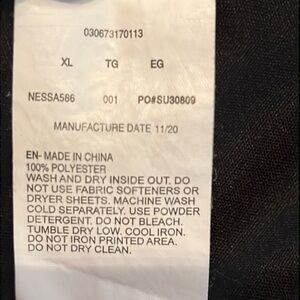 030673170113
XL TG EG
NESSA586 001 PO#SU30809
MANUFACTURE DATE 11/20
EN- MADE IN CHINA
100% POLYESTER
WASH AND DRY INSIDE OUT. DO
NOT USE FABRIC SOFTENERS OR
DRYER SHEETS. MACHINE WASH
COLD SEPARATELY. USE POWDER
DETERGENT. DO NOT BLEACH.
TUMBLE DRY LOW. COOL IRON.
DO NOT IRON PRINTED AREA.
DO NOT DRY CLEAN.